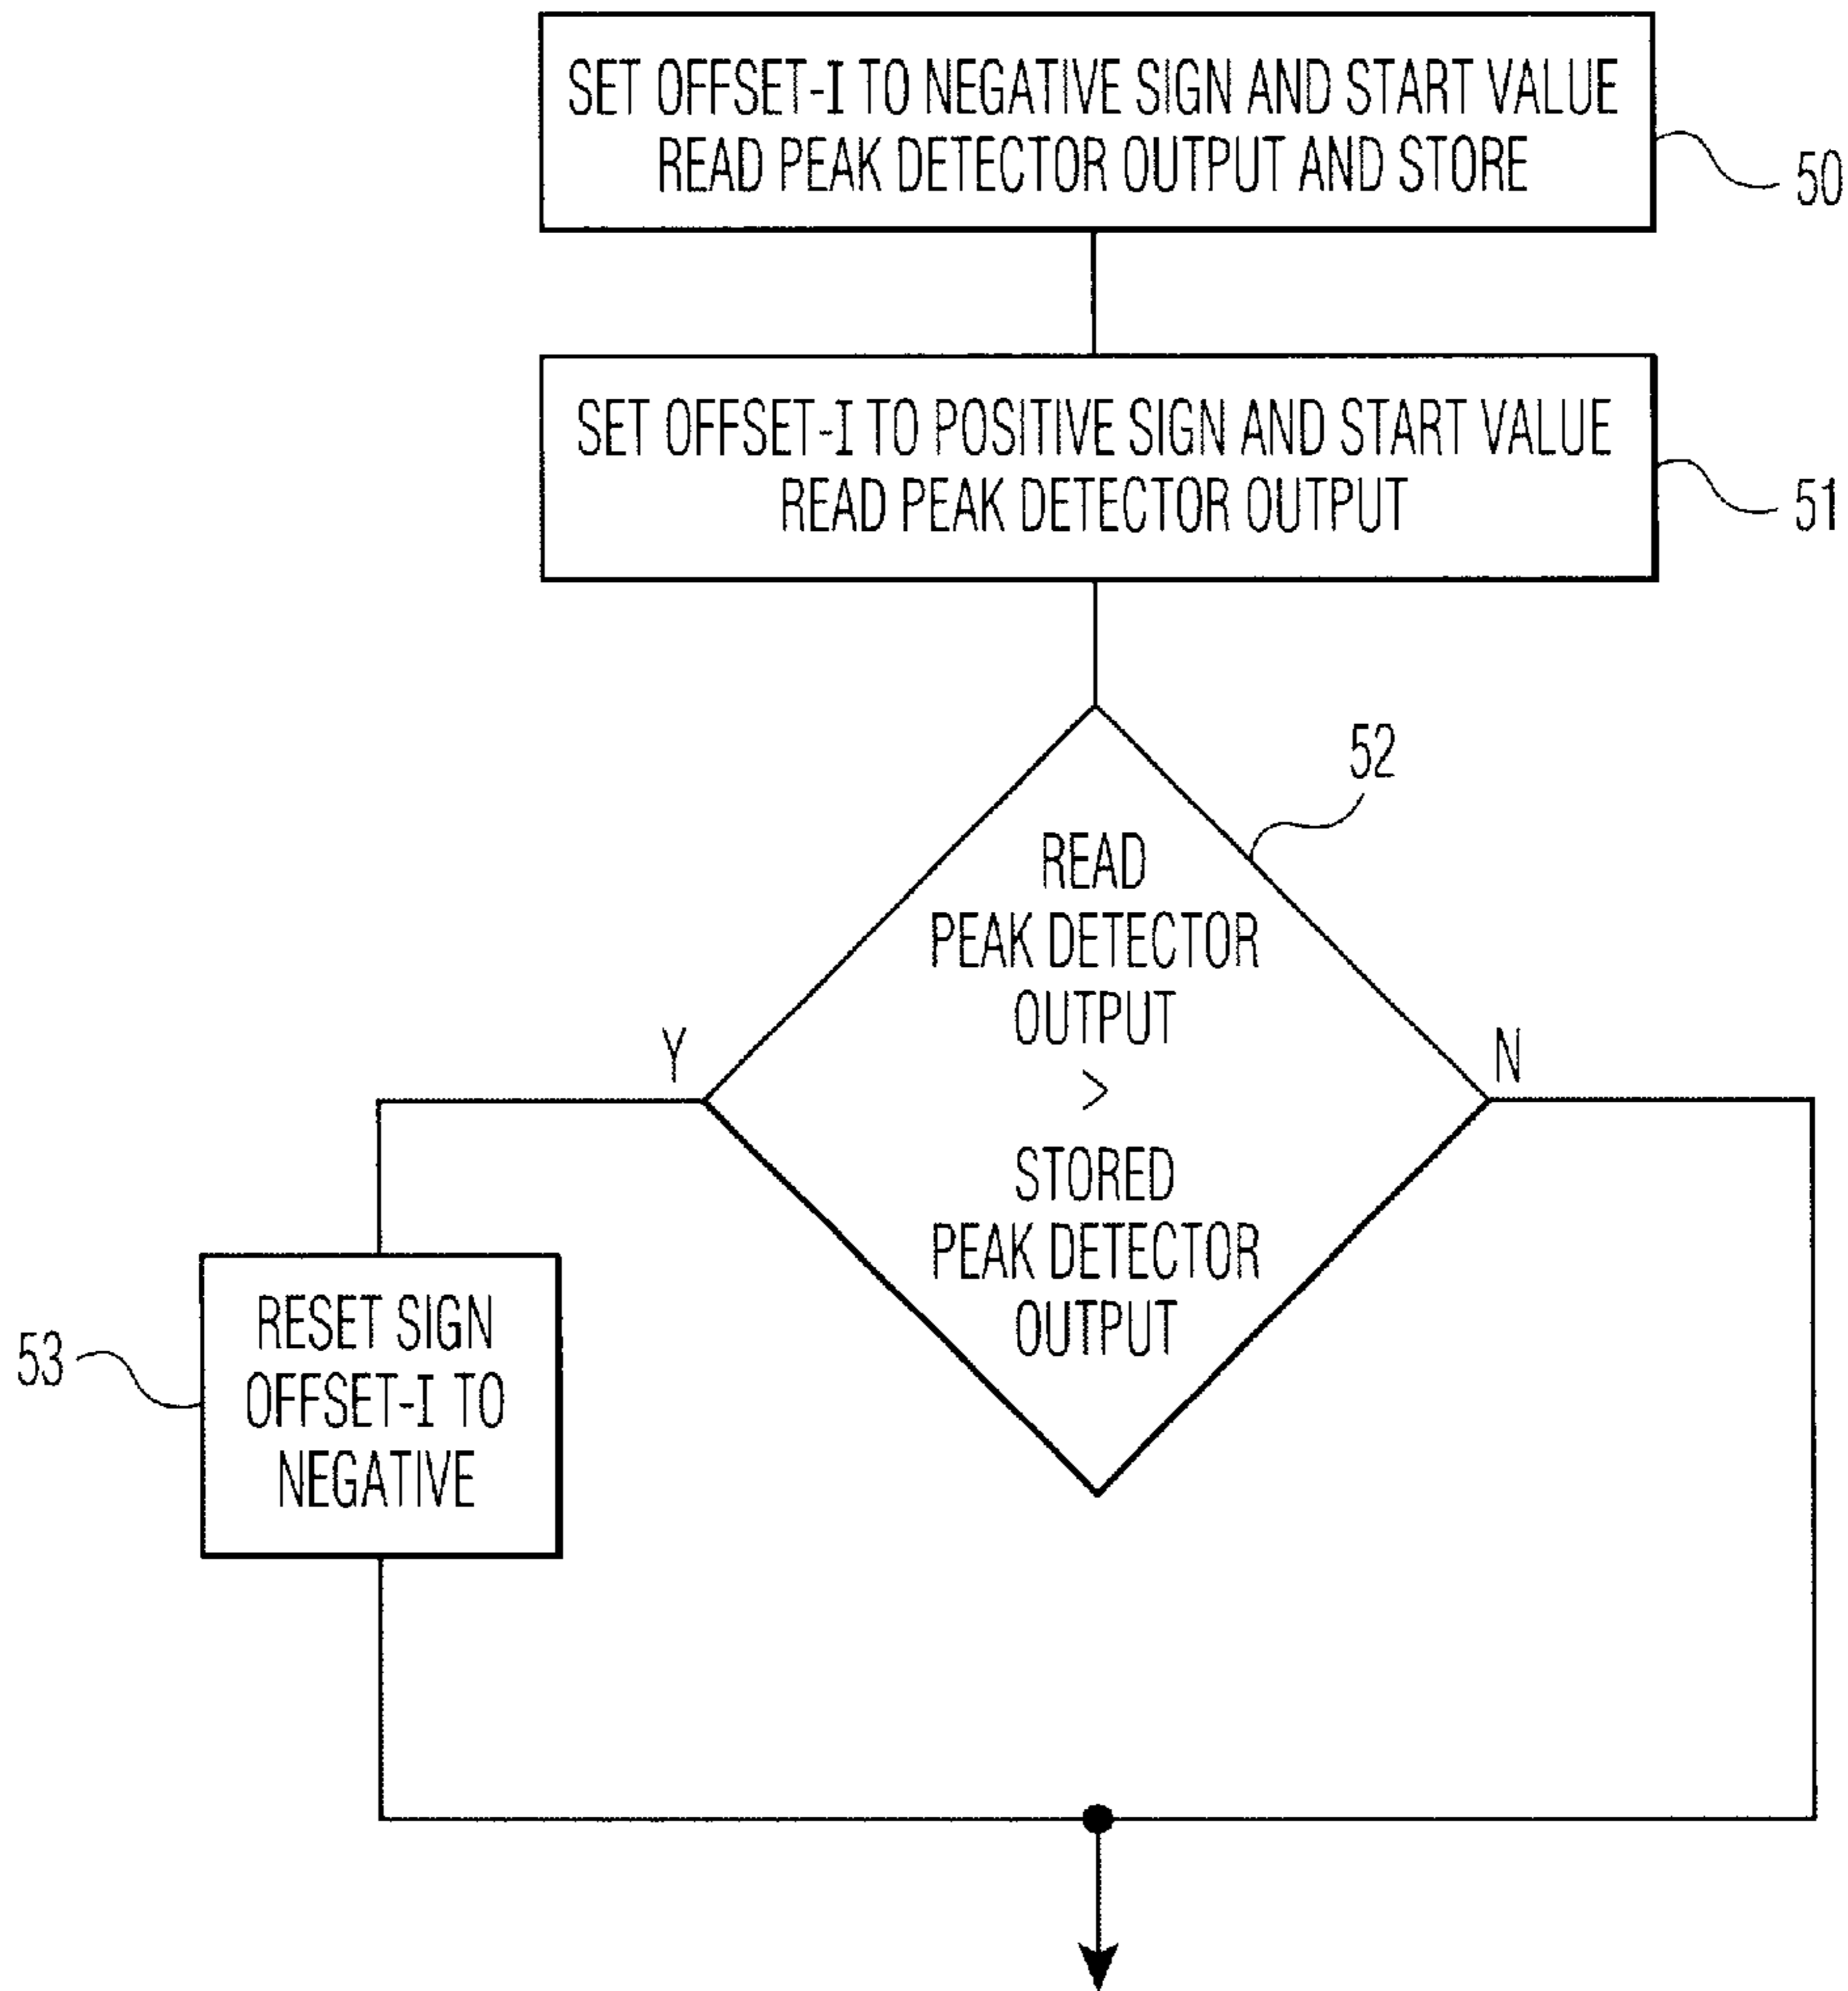 SET OFFSET-I TO NEGATIVE SIGN AND START VALUE
READ PEAK DETECTOR OUTPUT AND STORE
50
SET OFFSET-I TO POSITIVE SIGN AND START VALUE
READ PEAK DETECTOR OUTPUT
51
52
READ
PEAK DETECTOR
OUTPUT
>
STORED
PEAK DETECTOR
OUTPUT
Y
N
RESET SIGN
OFFSET-I TO
NEGATIVE
53